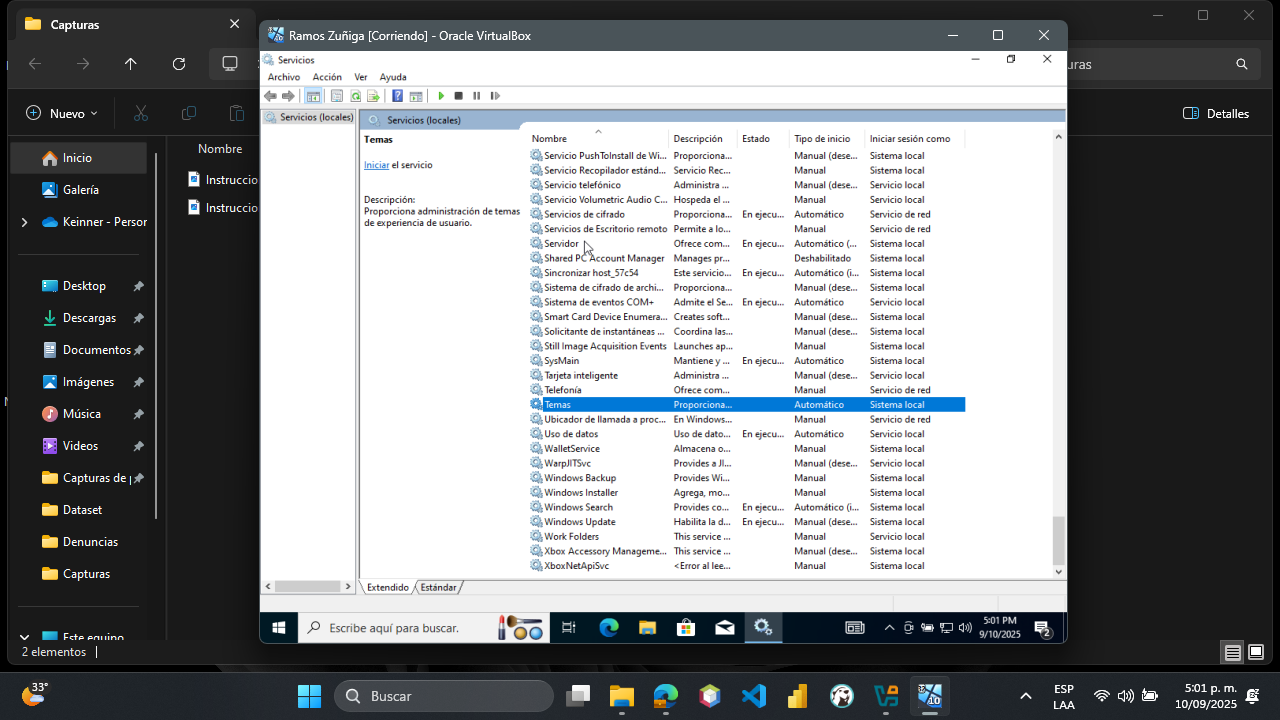 Capturas
Ramos Zuñiga [Corriendo] - Oracle VirtualBox
uras
Nuevo
Detalles
Inicio
Galería
Keinner - Persor
Desktop
Descargas
Documentos
Imágenes
Música
Videos
Capturas de
Dataset
Denuncias
Capturas
Este equipo
Nombre
Instruccio
Instruccio
2 elementos
Servicios
Archivo Acción Ver Ayuda
Servicios (locales)
Servicios (locales)
Temas
Iniciar el servicio
Descripción:
Proporciona administración de temas
de experiencia de usuario.
Nombre Descripción Estado Tipo de inicio Iniciar sesión como
Servicio PushToInstall de Wi... Proporciona... Manual (dese... Sistema local
Servicio Recopilador estánd... Servicio Rec... Manual Sistema local
Servicio telefónico Administra ... Manual (dese... Servicio local
Servicio Volumetric Audio C... Hospeda el ... Manual Servicio local
Servicios de cifrado Proporciona... En ejecu... Automático Servicio de red
Servicios de Escritorio remoto Permite a lo... Manual Servicio de red
Servidor Ofrece com... En ejecu... Automático (... Sistema local
Shared PC Account Manager Manages pr... Deshabilitado Sistema local
Sincronizar host_57c54 Este servicio... En ejecu... Automático (i... Sistema local
Sistema de cifrado de archi... Proporciona... Manual (dese... Sistema local
Sistema de eventos COM+ Admite el Se... En ejecu... Automático Servicio local
Smart Card Device Enumera... Creates soft... Manual (dese... Sistema local
Solicitante de instantáneas ... Coordina las... Manual (dese... Sistema local
Still Image Acquisition Events Launches ap... Manual Sistema local
SysMain Mantiene y ... En ejecu... Automático Sistema local
Tarjeta inteligente Administra ... Manual (dese... Servicio local
Telefonía Ofrece com... Manual Servicio de red
Temas Proporciona... Automático Sistema local
Ubicador de llamada a proc... En Windows... Manual Servicio de red
Uso de datos Uso de dato... En ejecu... Automático Servicio local
WalletService Almacena o... Manual Sistema local
WarpJITSvc Provides a JI... Manual (dese... Servicio local
Windows Backup Provides Wi... Manual Sistema local
Windows Installer Agrega, mo... Manual Sistema local
Windows Search Provides co... En ejecu... Automático (i... Sistema local
Windows Update Habilita la d... En ejecu... Manual (dese... Sistema local
Work Folders This service ... Manual Servicio local
Xbox Accessory Manageme... This service ... Manual (dese... Sistema local
XboxNetApiSvc <Error al lee... Manual Sistema local
Extendido Estándar
Escribe aquí para buscar.
5:01 PM
9/10/2025
2
33°
Buscar
10
ESP
LAA
5:01 p. m.
10/09/2025